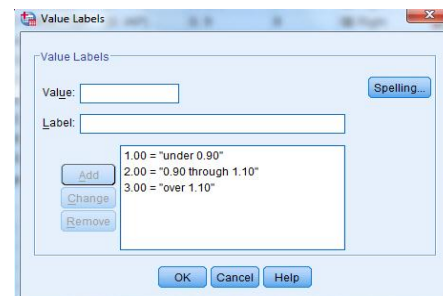 Value Labels
Value Labels
Value:
Spelling...
Label:
1.00 = "under 0.90"
2.00 = "0.90 through 1.10"
3.00 = "over 1.10"
Add
Change
Remove
OK Cancel Help